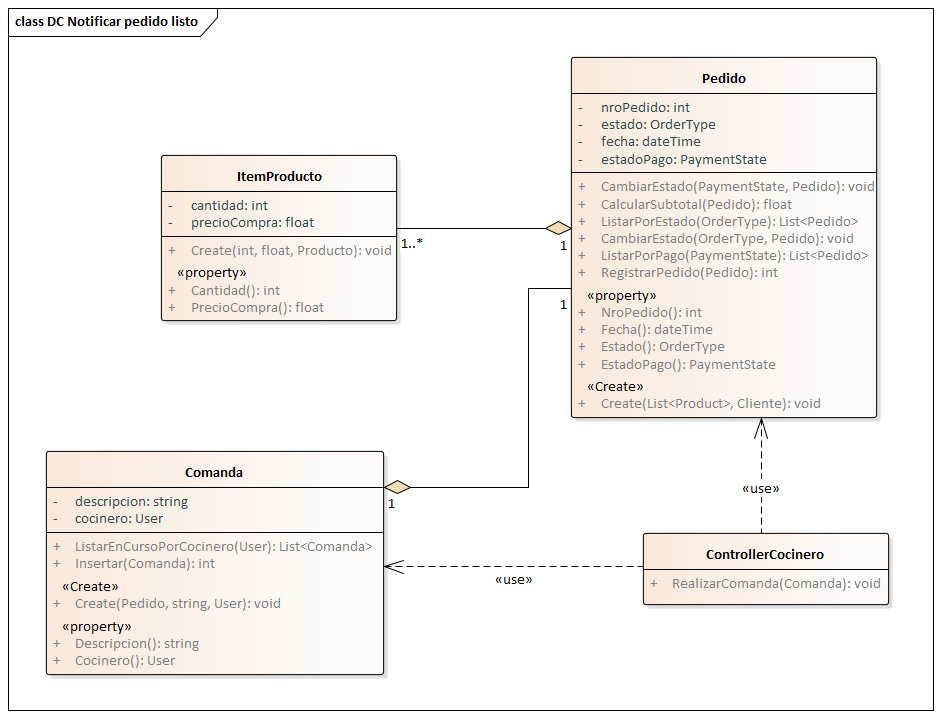 class DC Notificar pedido listo
Pedido
- nroPedido: int
- estado: OrderType
- fecha: dateTime
- estadoPago: PaymentState
+ CambiarEstado(PaymentState, Pedido): void
+ CalcularSubtotal(Pedido): float
+ ListarPorEstado(OrderType): List<Pedido>
+ CambiarEstado(OrderType, Pedido): void
+ ListarPorPago(PaymentState): List<Pedido>
+ RegistrarPedido(Pedido): int
«property»
+ NroPedido(): int
+ Fecha(): dateTime
+ Estado(): OrderType
+ EstadoPago(): PaymentState
«Create»
+ Create(List<Product>, Cliente): void
ItemProducto
- cantidad: int
- precioCompra: float
+ Create(int, float, Producto): void
«property»
+ Cantidad(): int
+ PrecioCompra(): float
1..*
1
1
Comanda
- descripcion: string
- cocinero: User
+ ListarEnCursoPorCocinero(User): List<Comanda>
+ Insertar(Comanda): int
«Create»
+ Create(Pedido, string, User): void
«property»
+ Descripcion(): string
+ Cocinero(): User
1
«use»
«use»
ControllerCocinero
+ RealizarComanda(Comanda): void